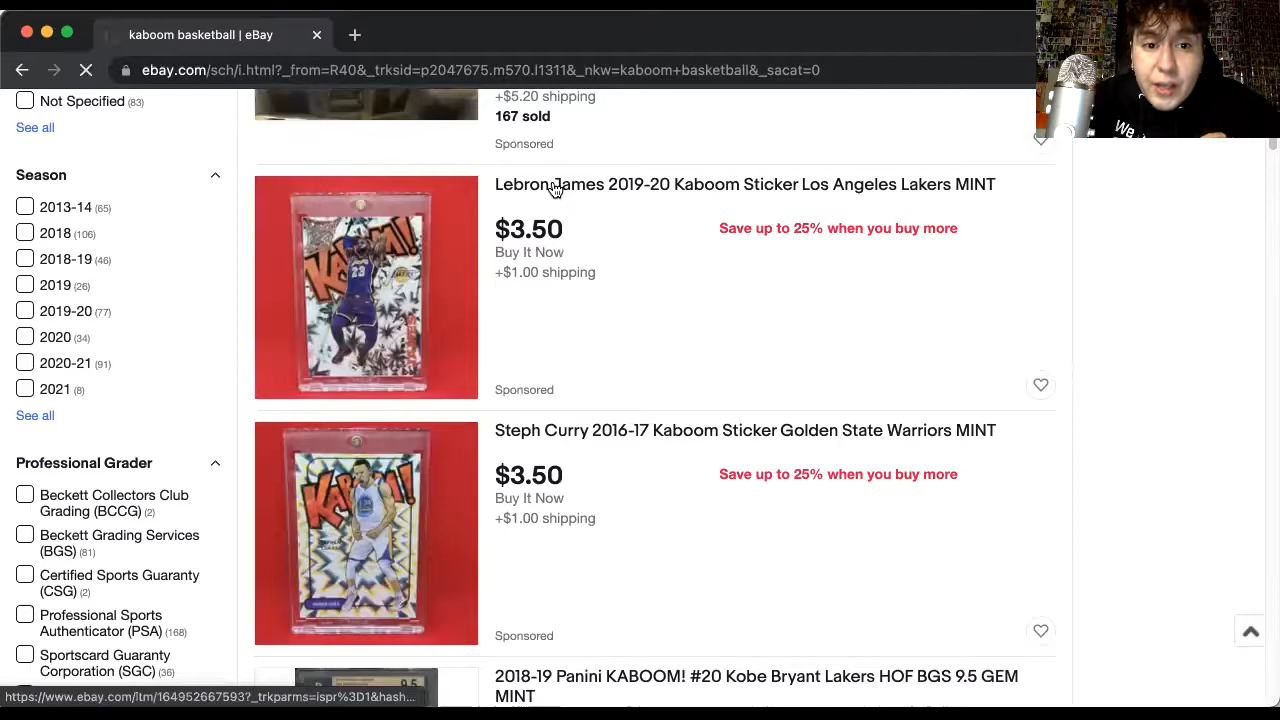 kaboom basketball | eBay
ebay.com/sch/i.html?_from=R40&_trksid=p2047675.m570.l1311&_nkw=kaboom+basketball&_sacat=0
Not Specified (83)
See all
Season
2013-14 (65)
2018 (106)
2018-19 (46)
2019 (26)
2019-20 (77)
2020 (34)
2020-21 (91)
2021 (8)
See all
Professional Grader
Beckett Collectors Club
Grading (BCCG) (2)
Beckett Grading Services
(BGS) (81)
Certified Sports Guaranty
(CSG) (2)
Professional Sports
Authenticator (PSA) (168)
Sportscard Guaranty
Corporation (SGC) (36)
https://www.ebay.com/itm/164952667593?_trkparms=ispr%3D1&hash...
+$5.20 shipping
167 sold
Sponsored
Lebron James 2019-20 Kaboom Sticker Los Angeles Lakers MINT
$3.50
Save up to 25% when you buy more
Buy It Now
+$1.00 shipping
Sponsored
KABOOM!
23
Steph Curry 2016-17 Kaboom Sticker Golden State Warriors MINT
$3.50
Save up to 25% when you buy more
Buy It Now
+$1.00 shipping
Sponsored
KABOOM!
2018-19 Panini KABOOM! #20 Kobe Bryant Lakers HOF BGS 9.5 GEM
MINT
9.5
We